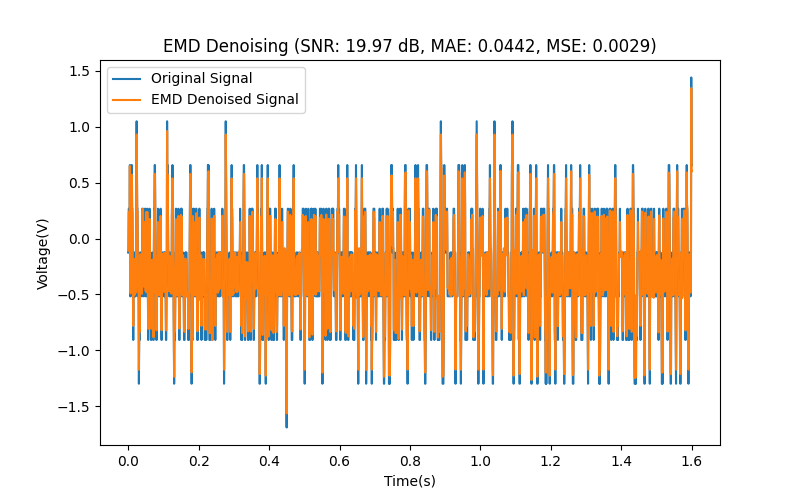 EMD Denoising (SNR: 19.97 dB, MAE: 0.0442, MSE: 0.0029)
Original Signal
EMD Denoised Signal
1.5
1.0
0.5
0.0
−0.5
−1.0
−1.5
Voltage(V)
0.0 0.2 0.4 0.6 0.8 1.0 1.2 1.4 1.6
Time(s)